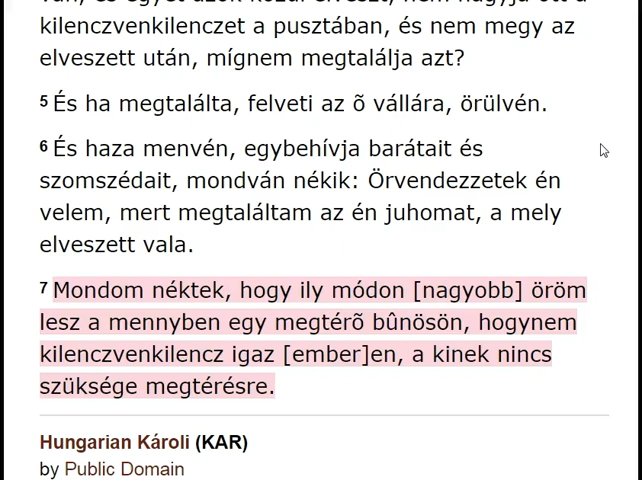 kilenczvenkilenczet a pusztában, és nem megy az
elveszett után, mígnem megtalálja azt?
5 És ha megtalálta, felveti az õ vállára, örülvén.
6 És haza menvén, egybehívja barátait és
szomszédait, mondván nékik: Örvendezzetek én
velem, mert megtaláltam az én juhomat, a mely
elveszett vala.
7 Mondom néktek, hogy ily módon [nagyobb] öröm
lesz a mennyben egy megtérõ bûnösön, hogynem
kilenczvenkilencz igaz [ember]en, a kinek nincs
szüksége megtérésre.
Hungarian Károli (KAR)
by Public Domain